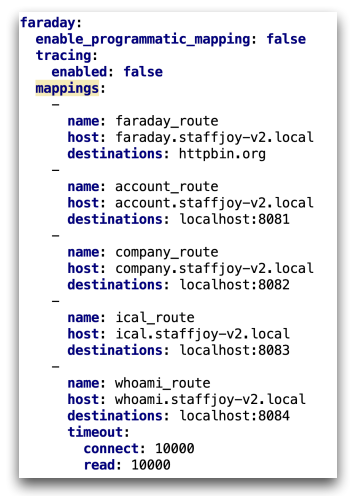 faraday:
  enable_programmatic_mapping: false
  tracing:
    enabled: false
  mappings:
    –
      name: faraday_route
      host: faraday.staffjoy-v2.local
      destinations: httpbin.org
    –
      name: account_route
      host: account.staffjoy-v2.local
      destinations: localhost:8081
    –
      name: company_route
      host: company.staffjoy-v2.local
      destinations: localhost:8082
    –
      name: ical_route
      host: ical.staffjoy-v2.local
      destinations: localhost:8083
    –
      name: whoami_route
      host: whoami.staffjoy-v2.local
      destinations: localhost:8084
      timeout:
        connect: 10000
        read: 10000